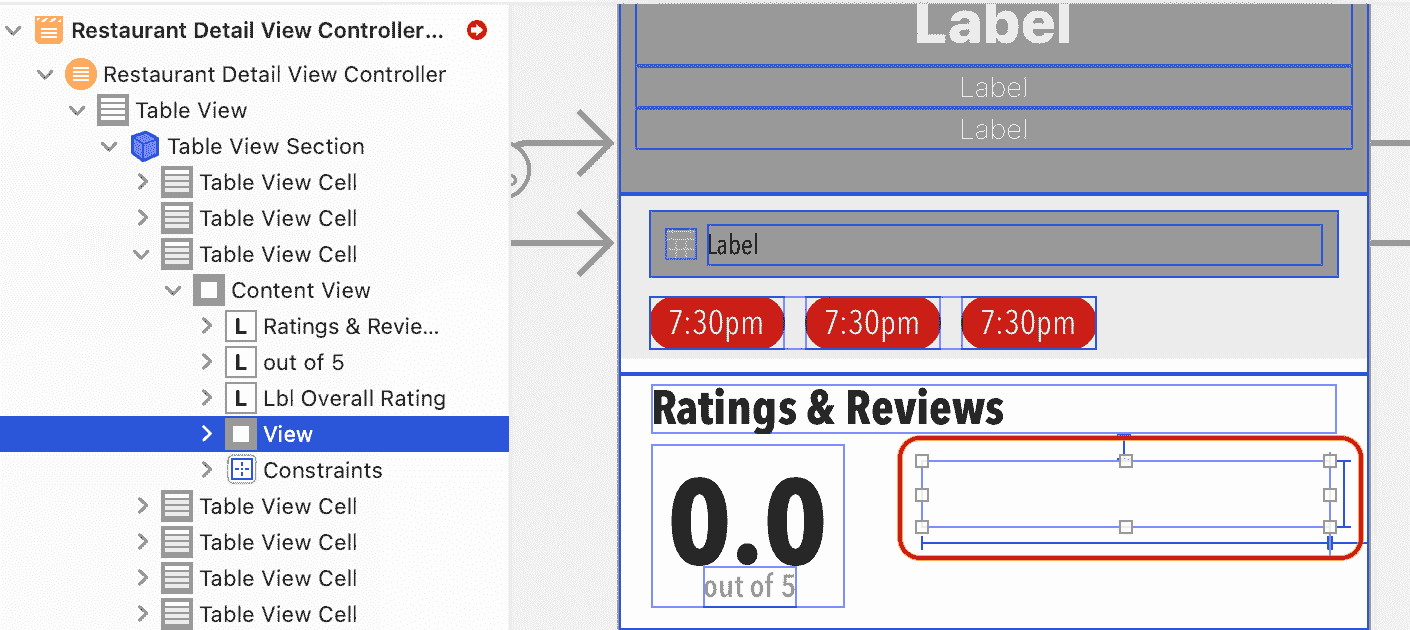 Restaurant Detail View Controller...
Restaurant Detail View Controller
Table View
Table View Section
Table View Cell
Table View Cell
Table View Cell
Content View
L Ratings & Revie...
L out of 5
L Lbl Overall Rating
View
Constraints
Table View Cell
Table View Cell
Table View Cell
Table View Cell
Label
Label
Label
Label
7:30pm 7:30pm 7:30pm
Ratings & Reviews
0.0
out of 5